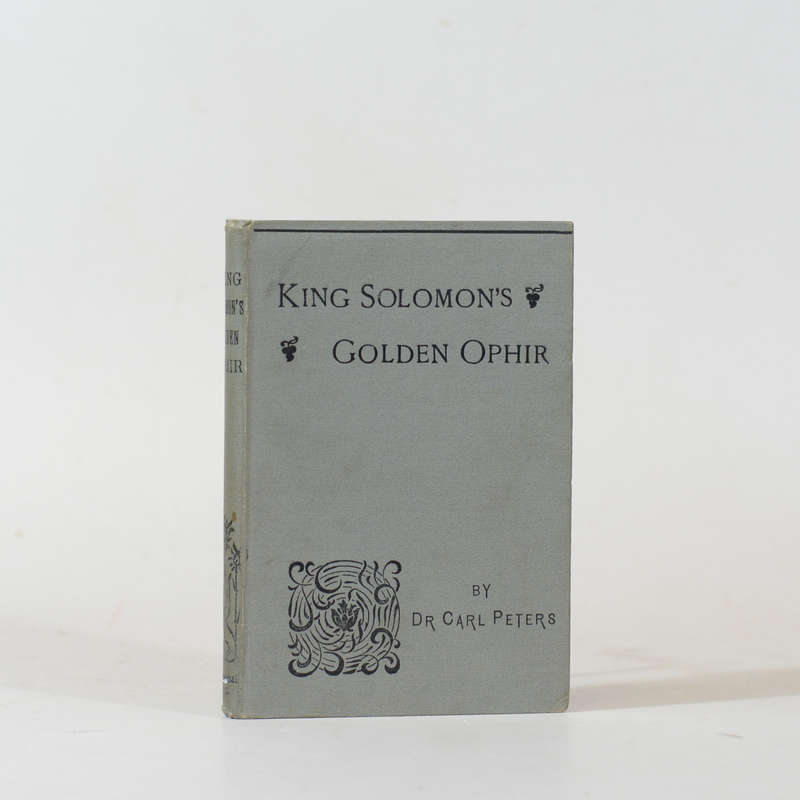 KING SOLOMON'S
GOLDEN OPHIR
BY
DR CARL PETERS